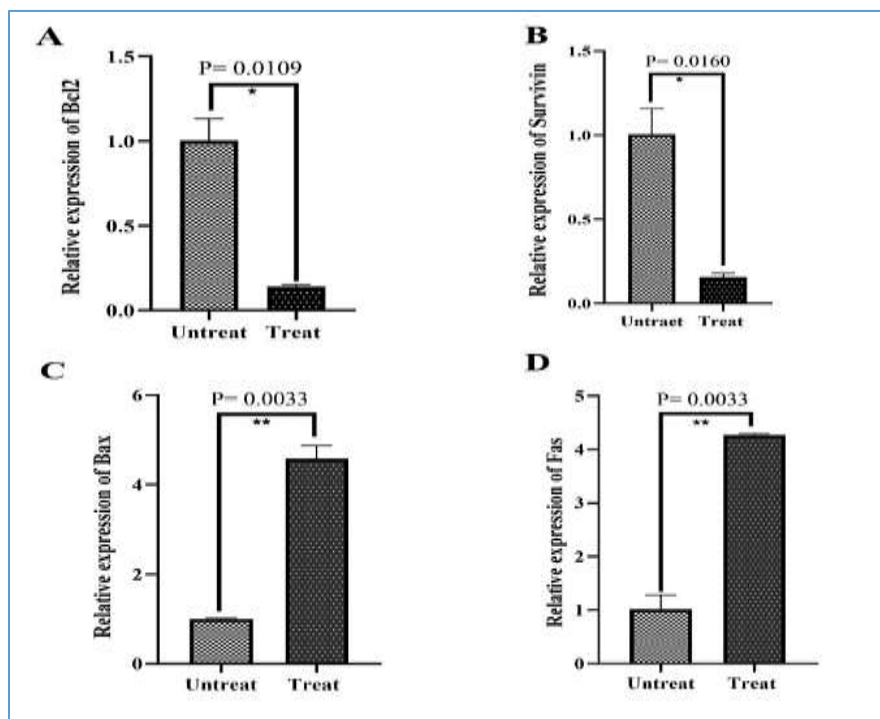 A
Relative expression of Bcl2
1.5
1.0
0.5
0.0
P= 0.0109
*
Untreat Treat
B
Relative expression of Survivin
1.5
1.0
0.5
0.0
P= 0.0160
*
Untraet Treat
C
Relative expression of Bax
6
4
2
0
P= 0.0033
**
Untreat Treat
D
Relative expression of Fas
5
4
3
2
1
0
P= 0.0033
**
Untreat Treat